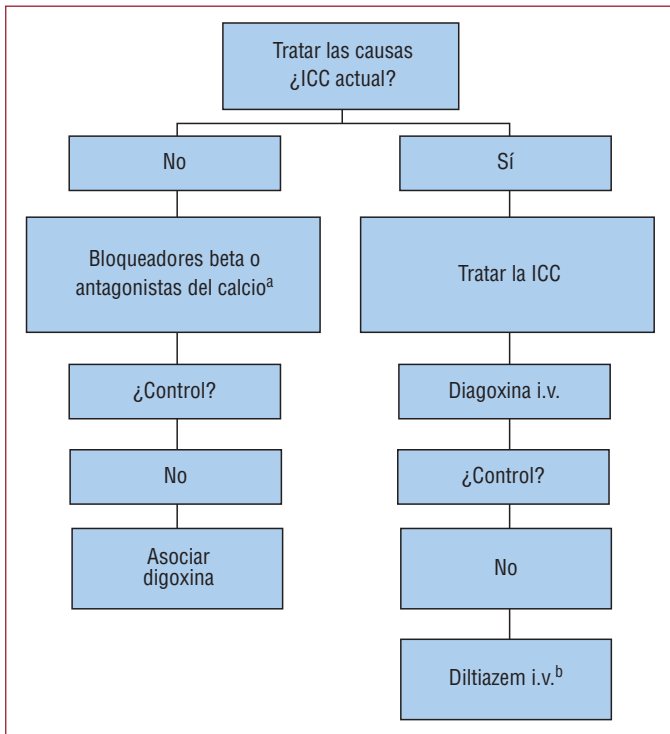 Tratar las causas
¿ICC actual?
No
Sí
Bloqueadores beta o
antagonistas del calcioª
Tratar la ICC
¿Control?
Diagoxina i.v.
No
¿Control?
Asociar
digoxina
No
Diltiazem i.v.ᵇ